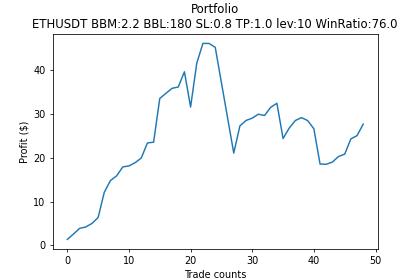 Portfolio
ETHUSDT BBM:2.2 BBL:180 SL:0.8 TP:1.0 lev:10 WinRatio:76.0
40
30
20
10
0
Profit ($)
0 10 20 30 40 50
Trade counts